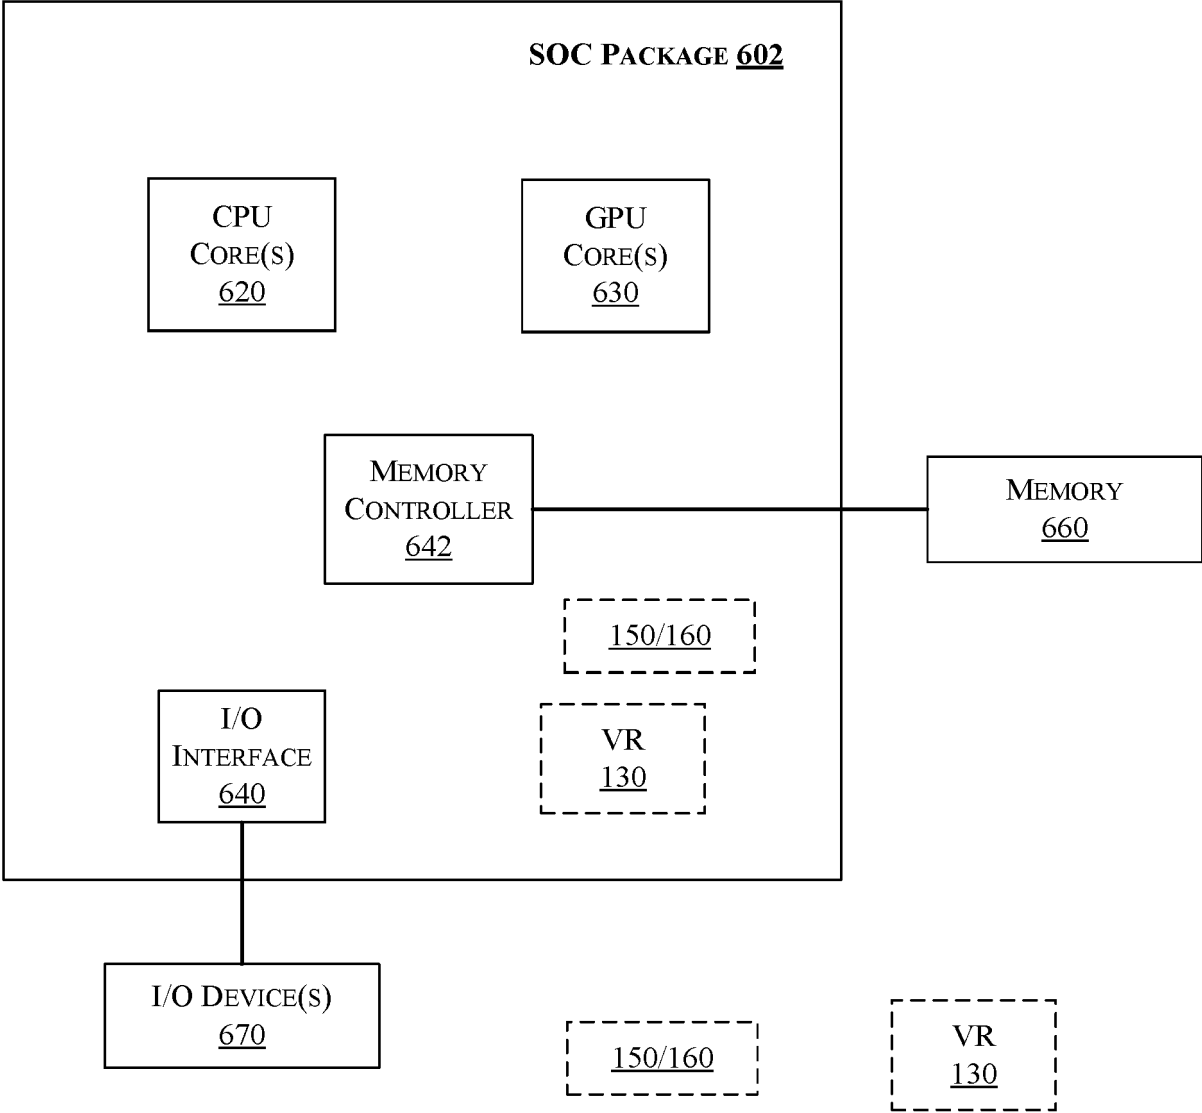 SOC PACKAGE 602
CPU
CORE(S)
620
GPU
CORE(S)
630
MEMORY
CONTROLLER
642
MEMORY
660
150/160
I/O
INTERFACE
640
VR
130
I/O DEVICE(S)
670
150/160
VR
130